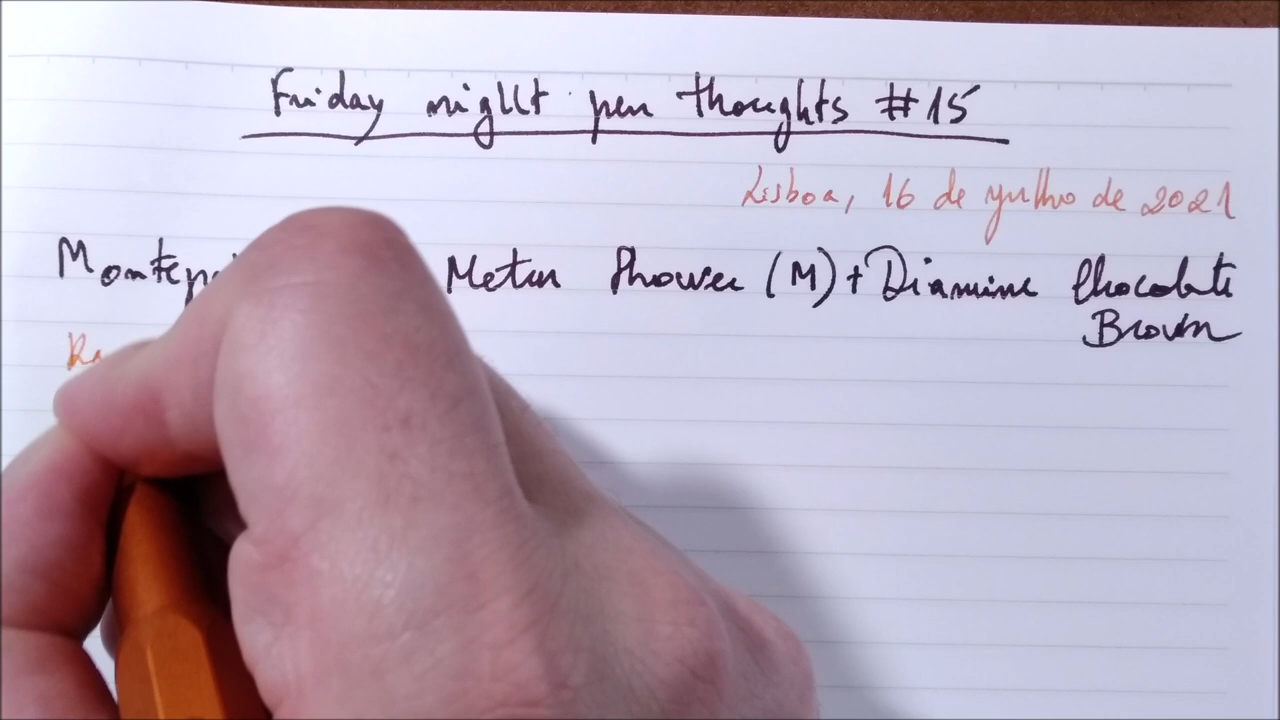 Friday night pen thoughts #15
Lisboa, 16 de julho de 2021
Meteor Shower (M) + Diamine Chocolate
Brown